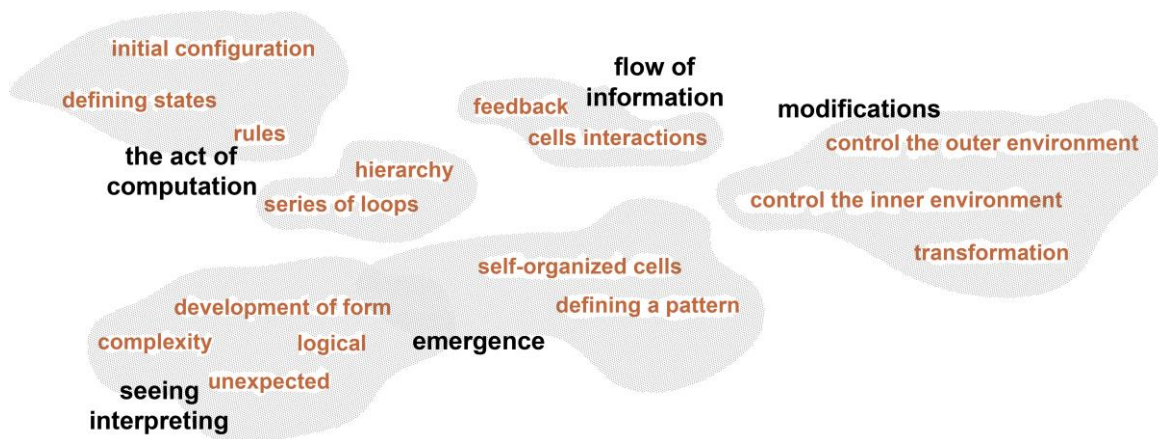 initial configuration
defining states
rules
the act of
computation
hierarchy
series of loops
feedback
flow of
information
cells interactions
modifications
control the outer environment
control the inner environment
transformation
self-organized cells
defining a pattern
emergence
development of form
complexity
logical
unexpected
seeing
interpreting